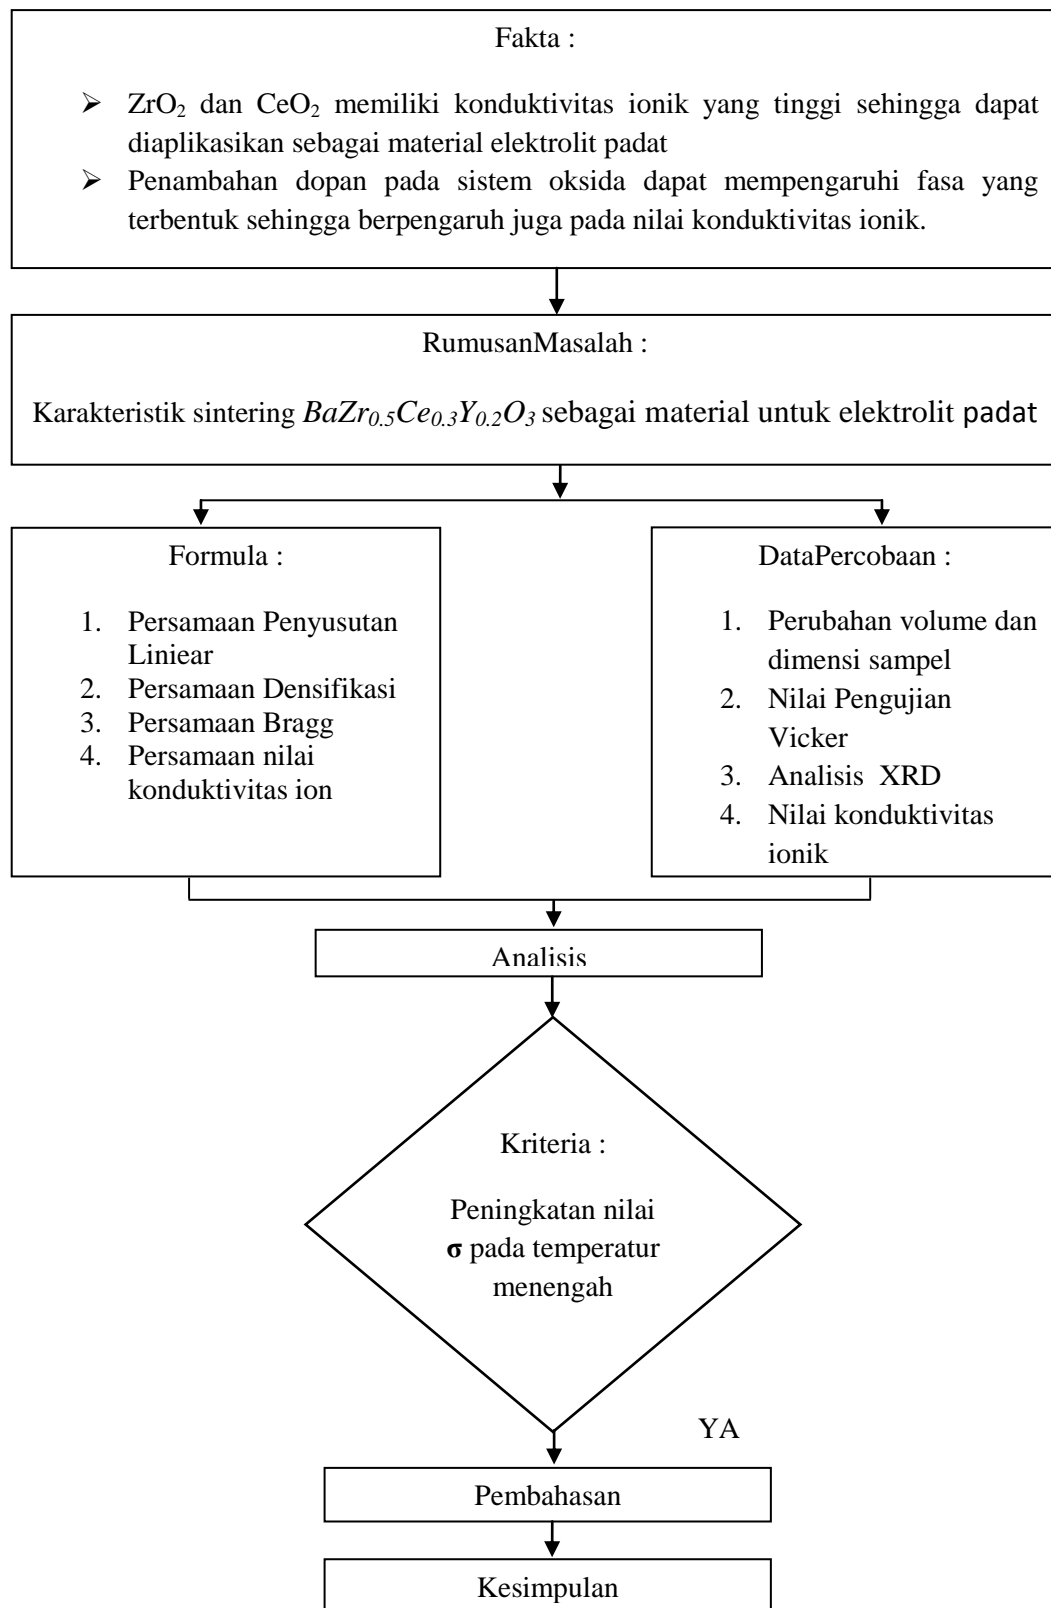 Fakta :
➢ ZrO₂ dan CeO₂ memiliki konduktivitas ionik yang tinggi sehingga dapat
diaplikasikan sebagai material elektrolit padat
➢ Penambahan dopan pada sistem oksida dapat mempengaruhi fasa yang
terbentuk sehingga berpengaruh juga pada nilai konduktivitas ionik.
RumusanMasalah :
Karakteristik sintering BaZr₀.₅Ce₀.₃Y₀.₂O₃ sebagai material untuk elektrolit padat
Formula :
1. Persamaan Penyusutan
Liniear
2. Persamaan Densifikasi
3. Persamaan Bragg
4. Persamaan nilai
konduktivitas ion
DataPercobaan :
1. Perubahan volume dan
dimensi sampel
2. Nilai Pengujian
Vicker
3. Analisis XRD
4. Nilai konduktivitas
ionik
Analisis
Kriteria :
Peningkatan nilai
σ pada temperatur
menengah
YA
Pembahasan
Kesimpulan